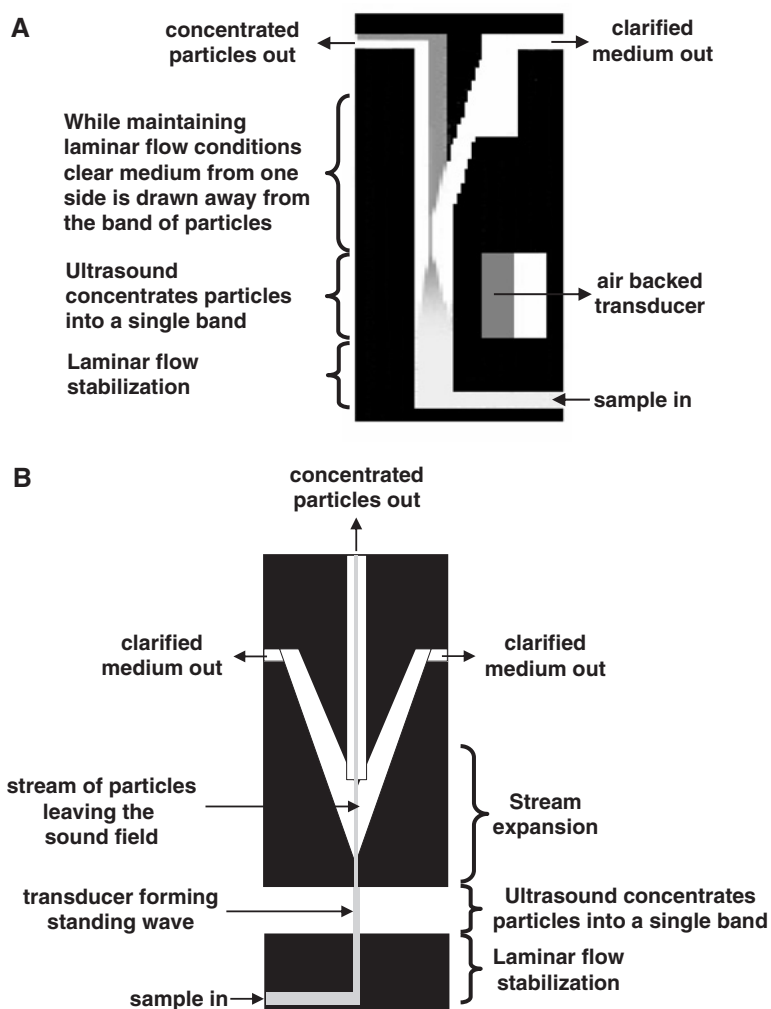 A
concentrated
particles out
clarified
medium out
While maintaining
laminar flow conditions
clear medium from one
side is drawn away from
the band of particles
Ultrasound
concentrates particles
into a single band
air backed
transducer
Laminar flow
stabilization
sample in
B
concentrated
particles out
clarified
medium out
clarified
medium out
stream of particles
leaving the
sound field
Stream
expansion
transducer forming
standing wave
Ultrasound concentrates
particles into a single band
Laminar flow
stabilization
sample in